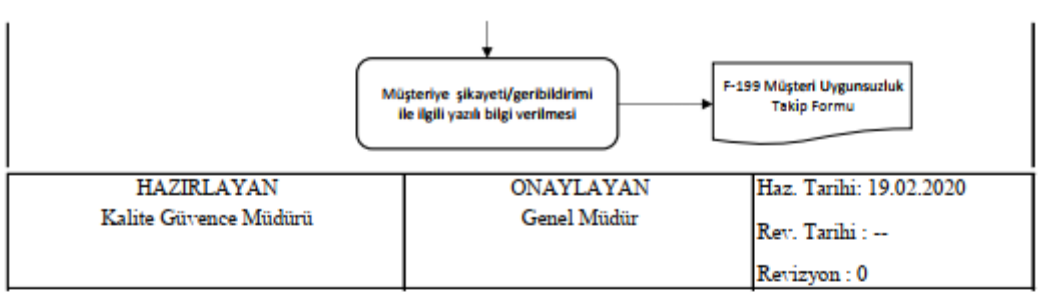 Müşteriye şikayeti/geribildirimi
ile ilgili yazılı bilgi verilmesi
F-199 Müşteri Uygunsuzluk
Takip Formu
HAZIRLAYAN
Kalite Güvence Müdürü
ONAYLAYAN
Genel Müdür
Haz. Tarihi: 19.02.2020
Rev. Tarihi : --
Revizyon : 0